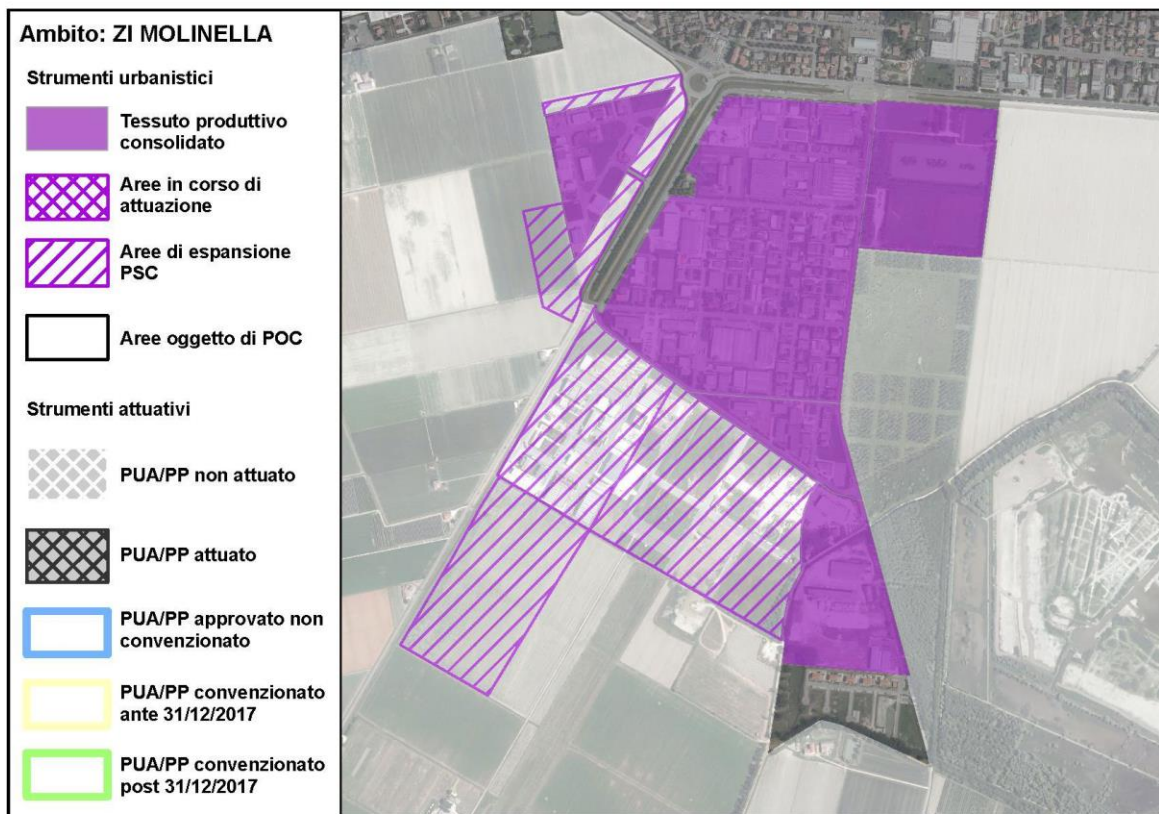 Ambito: ZI MOLINELLA
Strumenti urbanistici
Tessuto produttivo
consolidato
Aree in corso di
attuazione
Aree di espansione
PSC
Aree oggetto di POC
Strumenti attuativi
PUA/PP non attuato
PUA/PP attuato
PUA/PP approvato non
convenzionato
PUA/PP convenzionato
ante 31/12/2017
PUA/PP convenzionato
post 31/12/2017